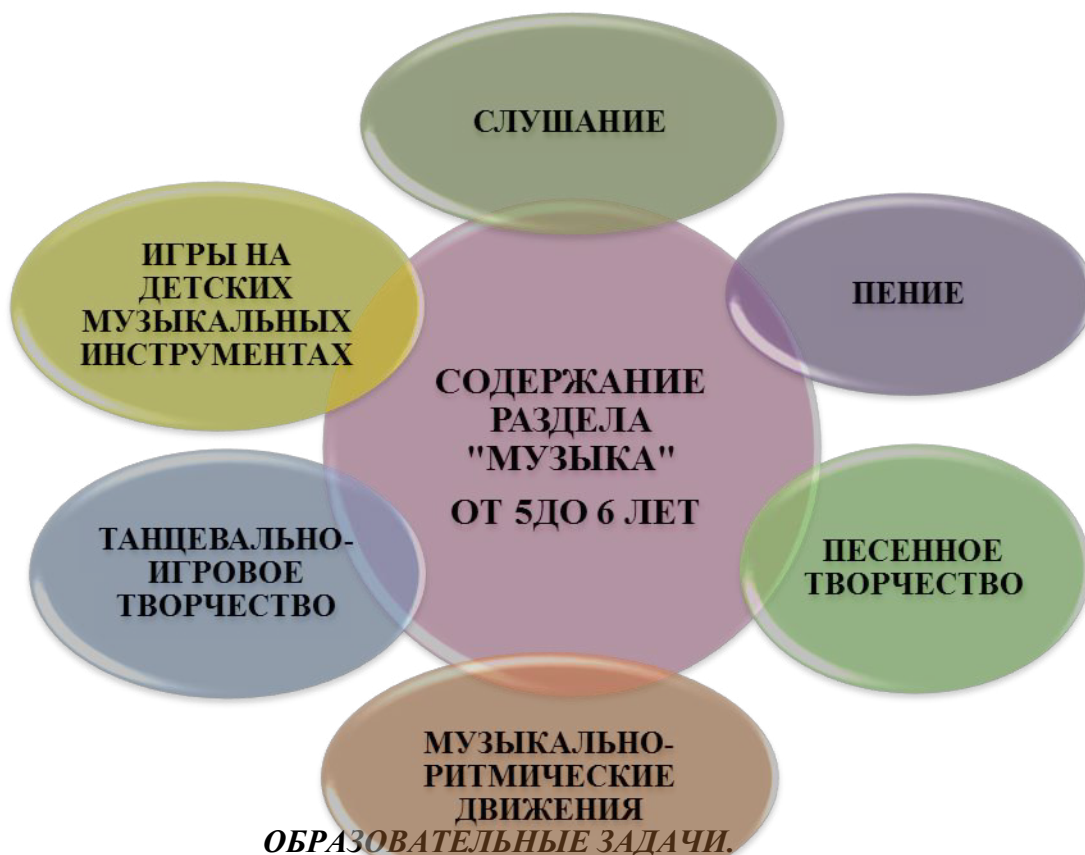 СЛУШАНИЕ
ИГРЫ НА
ДЕТСКИХ
МУЗЫКАЛЬНЫХ
ИНСТРУМЕНТАХ
ПЕНИЕ
СОДЕРЖАНИЕ
РАЗДЕЛА
"МУЗЫКА"
ОТ 5ДО 6 ЛЕТ
ТАНЦЕВАЛЬНО-
ИГРОВОЕ
ТВОРЧЕСТВО
ПЕСЕННОЕ
ТВОРЧЕСТВО
МУЗЫКАЛЬНО-
РИТМИЧЕСКИЕ
ДВИЖЕНИЯ
ОБРАЗОВАТЕЛЬНЫЕ ЗАДАЧИ.